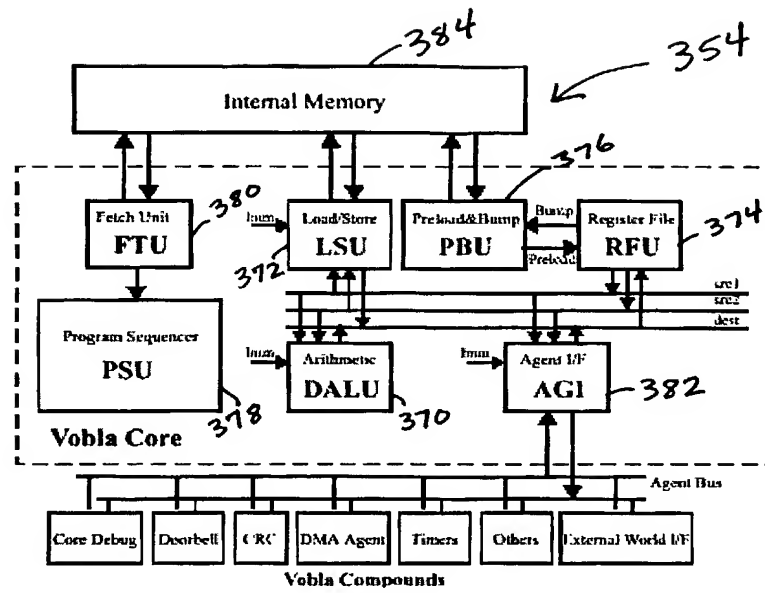 384
354
Internal Memory
376
Fetch Unit
FTU
380
Imm.
Load/Store
LSU
372
Preload&Bump
PBU
Bump
Preload
Register File
RFU
374
src1
src2
dest
Program Sequencer
PSU
378
Imm.
Arithmetic
DALU
370
Imm.
Agent I/F
AGI
382
Vobla Core
Agent Bus
Core Debug
Doorbell
CRC
DMA Agent
Timers
Others
External World I/F
Vobla Compounds